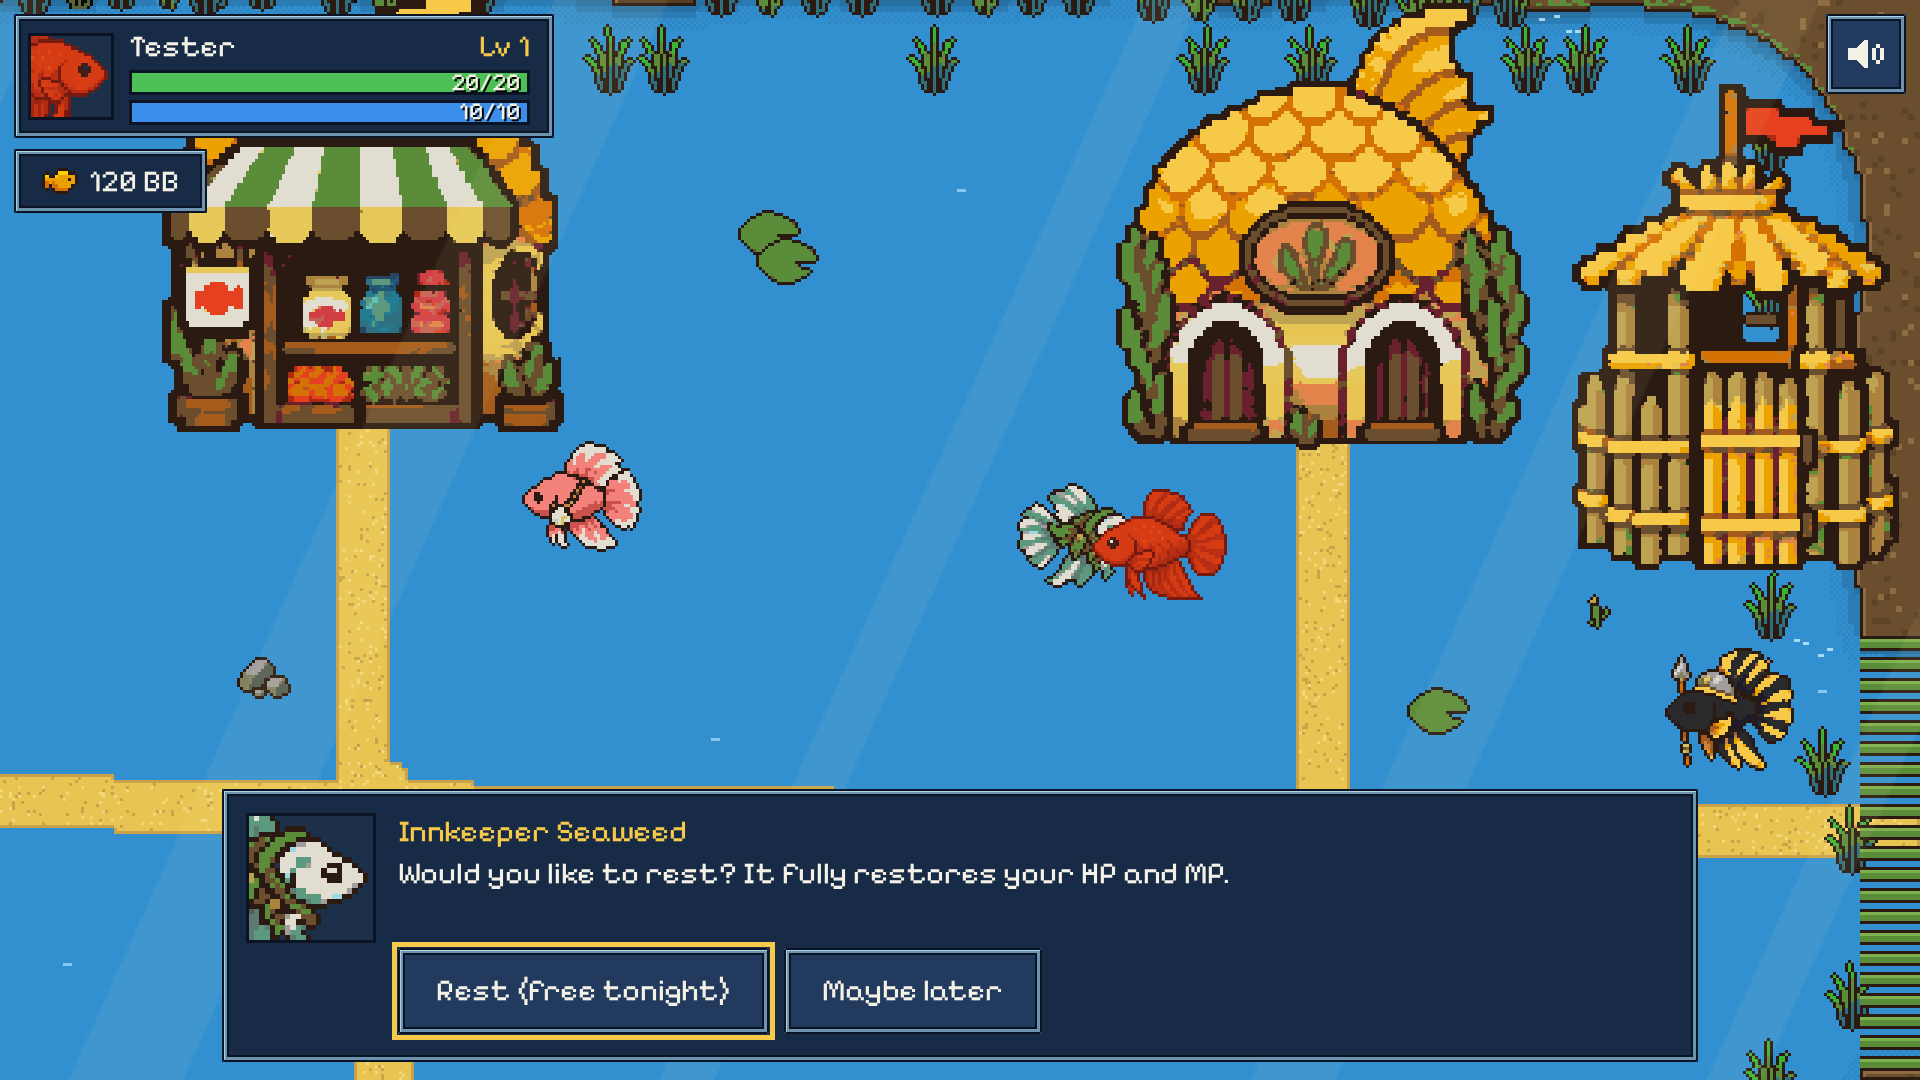 Tester
Lv 1
20/20
10/10
120 BB
Innkeeper Seaweed
Would you like to rest? It fully restores your HP and MP.
Rest (free tonight)
Maybe later